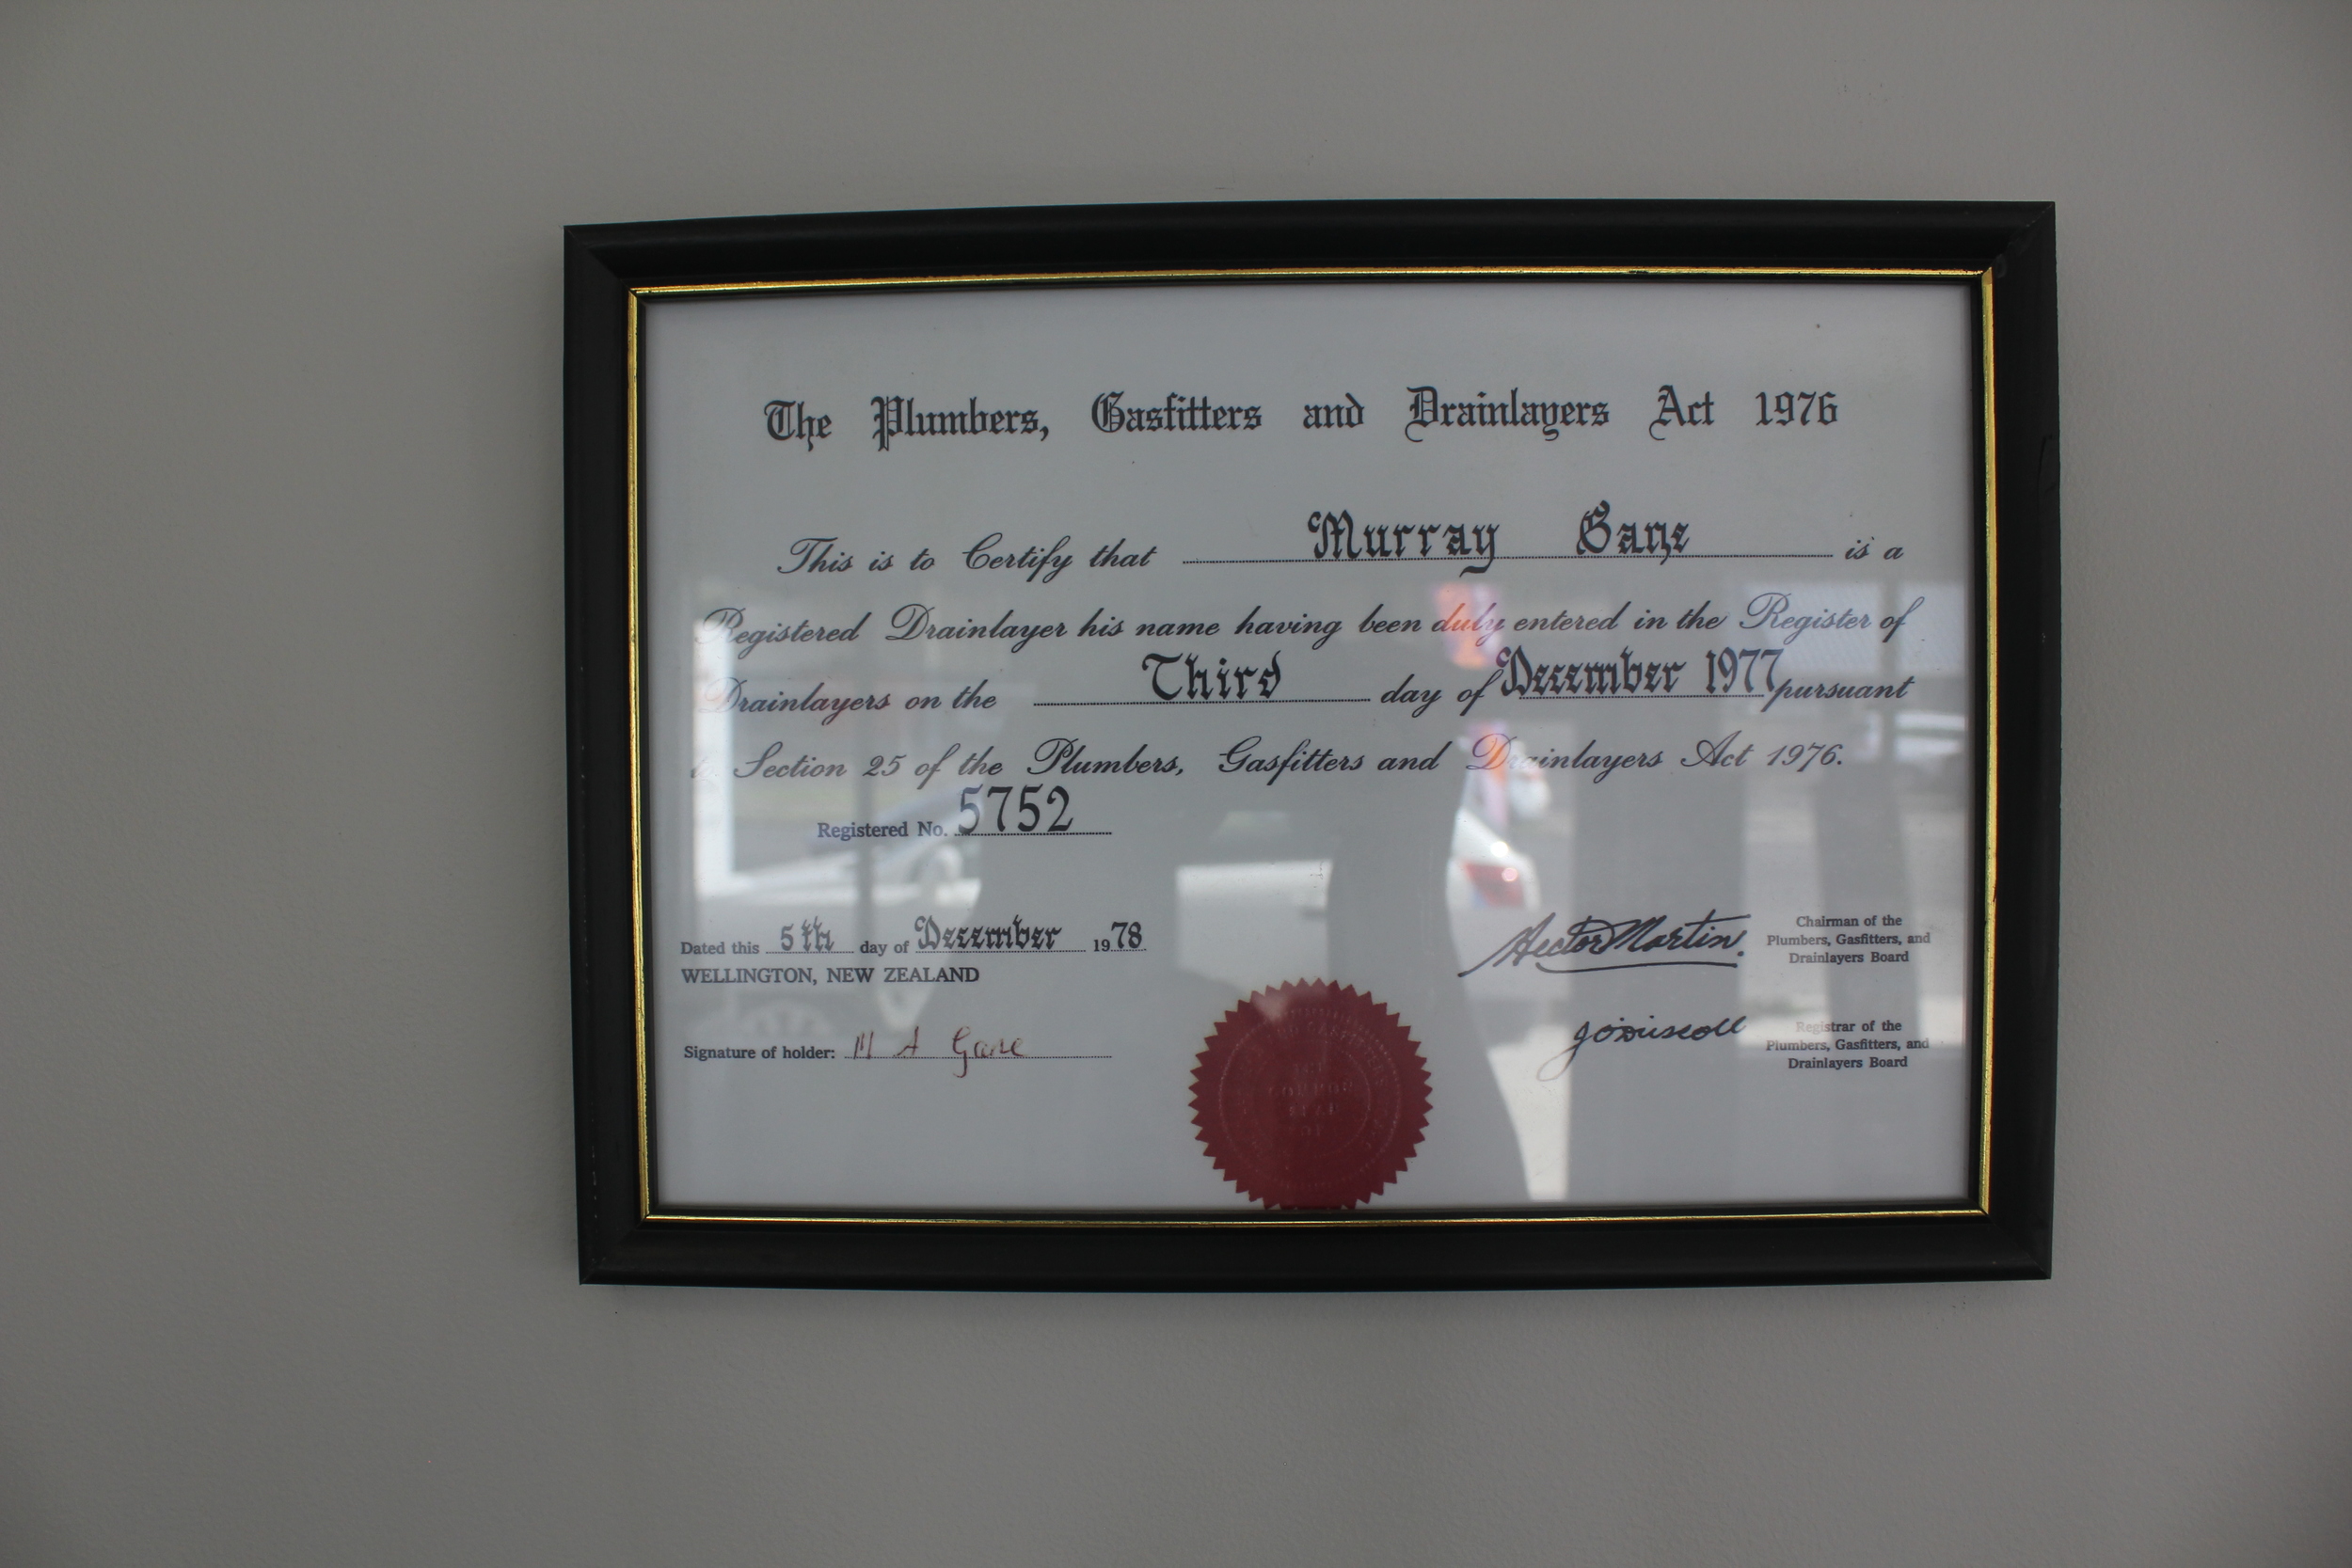 The Plumbers, Gasfitters and Drainlayers Act 1976
This is to Certify that Murray Gane is a
Registered Drainlayer his name having been duly entered in the Register of
Drainlayers on the Third day of December 1977 pursuant
to Section 25 of the Plumbers, Gasfitters and Drainlayers Act 1976.
Registered No. 5752
Dated this 5th day of December 1978
WELLINGTON, NEW ZEALAND
Signature of holder: M A Gane
Hector Martin.
Chairman of the
Plumbers, Gasfitters, and
Drainlayers Board
J O'Driscoll
Registrar of the
Plumbers, Gasfitters, and
Drainlayers Board